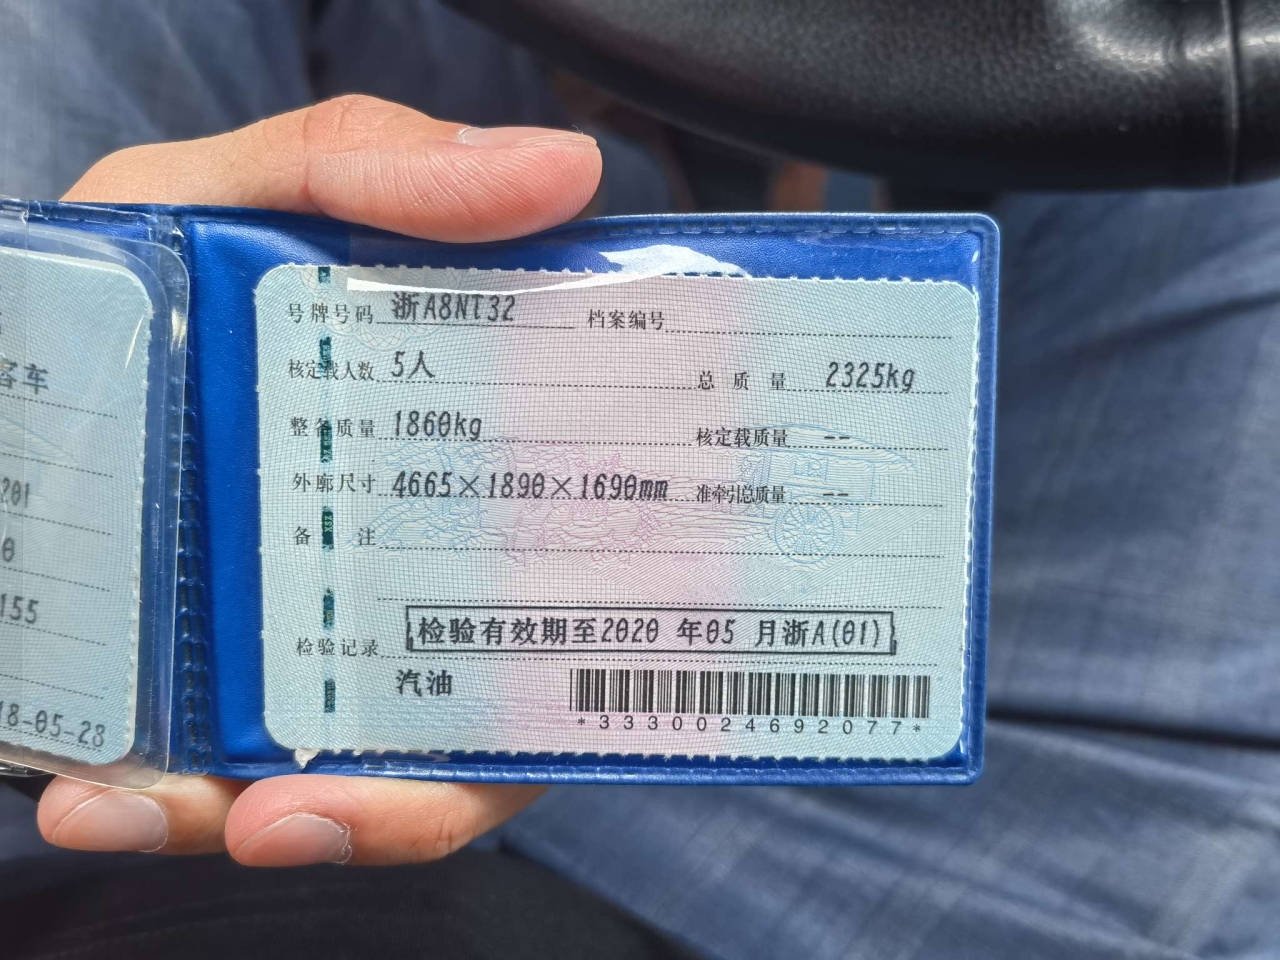 客车
201
0
155
18-05-28
号牌号码 浙A8NT32 档案编号
核定载人数 5人 总质量 2325kg
整备质量 1860kg 核定载质量 --
外廓尺寸 4665×1890×1690mm 准牵引总质量 --
备注
检验记录 检验有效期至2020 年05 月浙A(01)
汽油
*3330024692077*